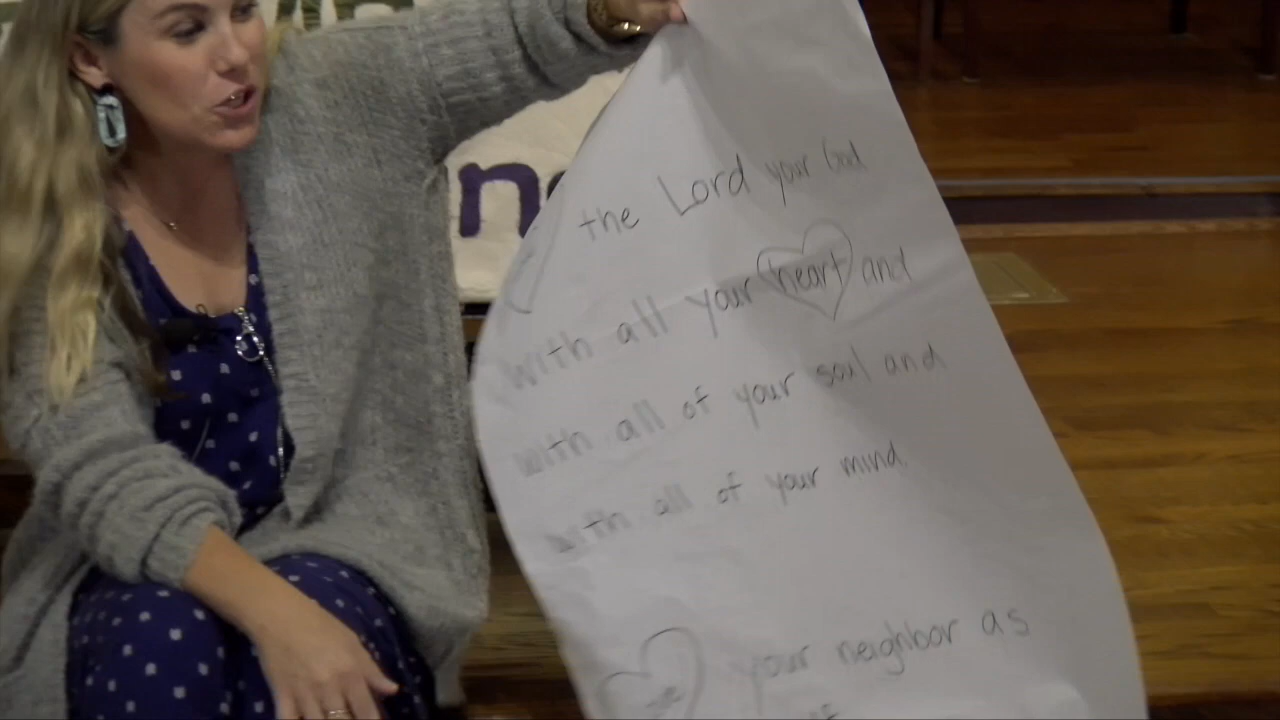 the Lord your God
with all your heart and
with all of your soul and
with all of your mind.
your neighbor as